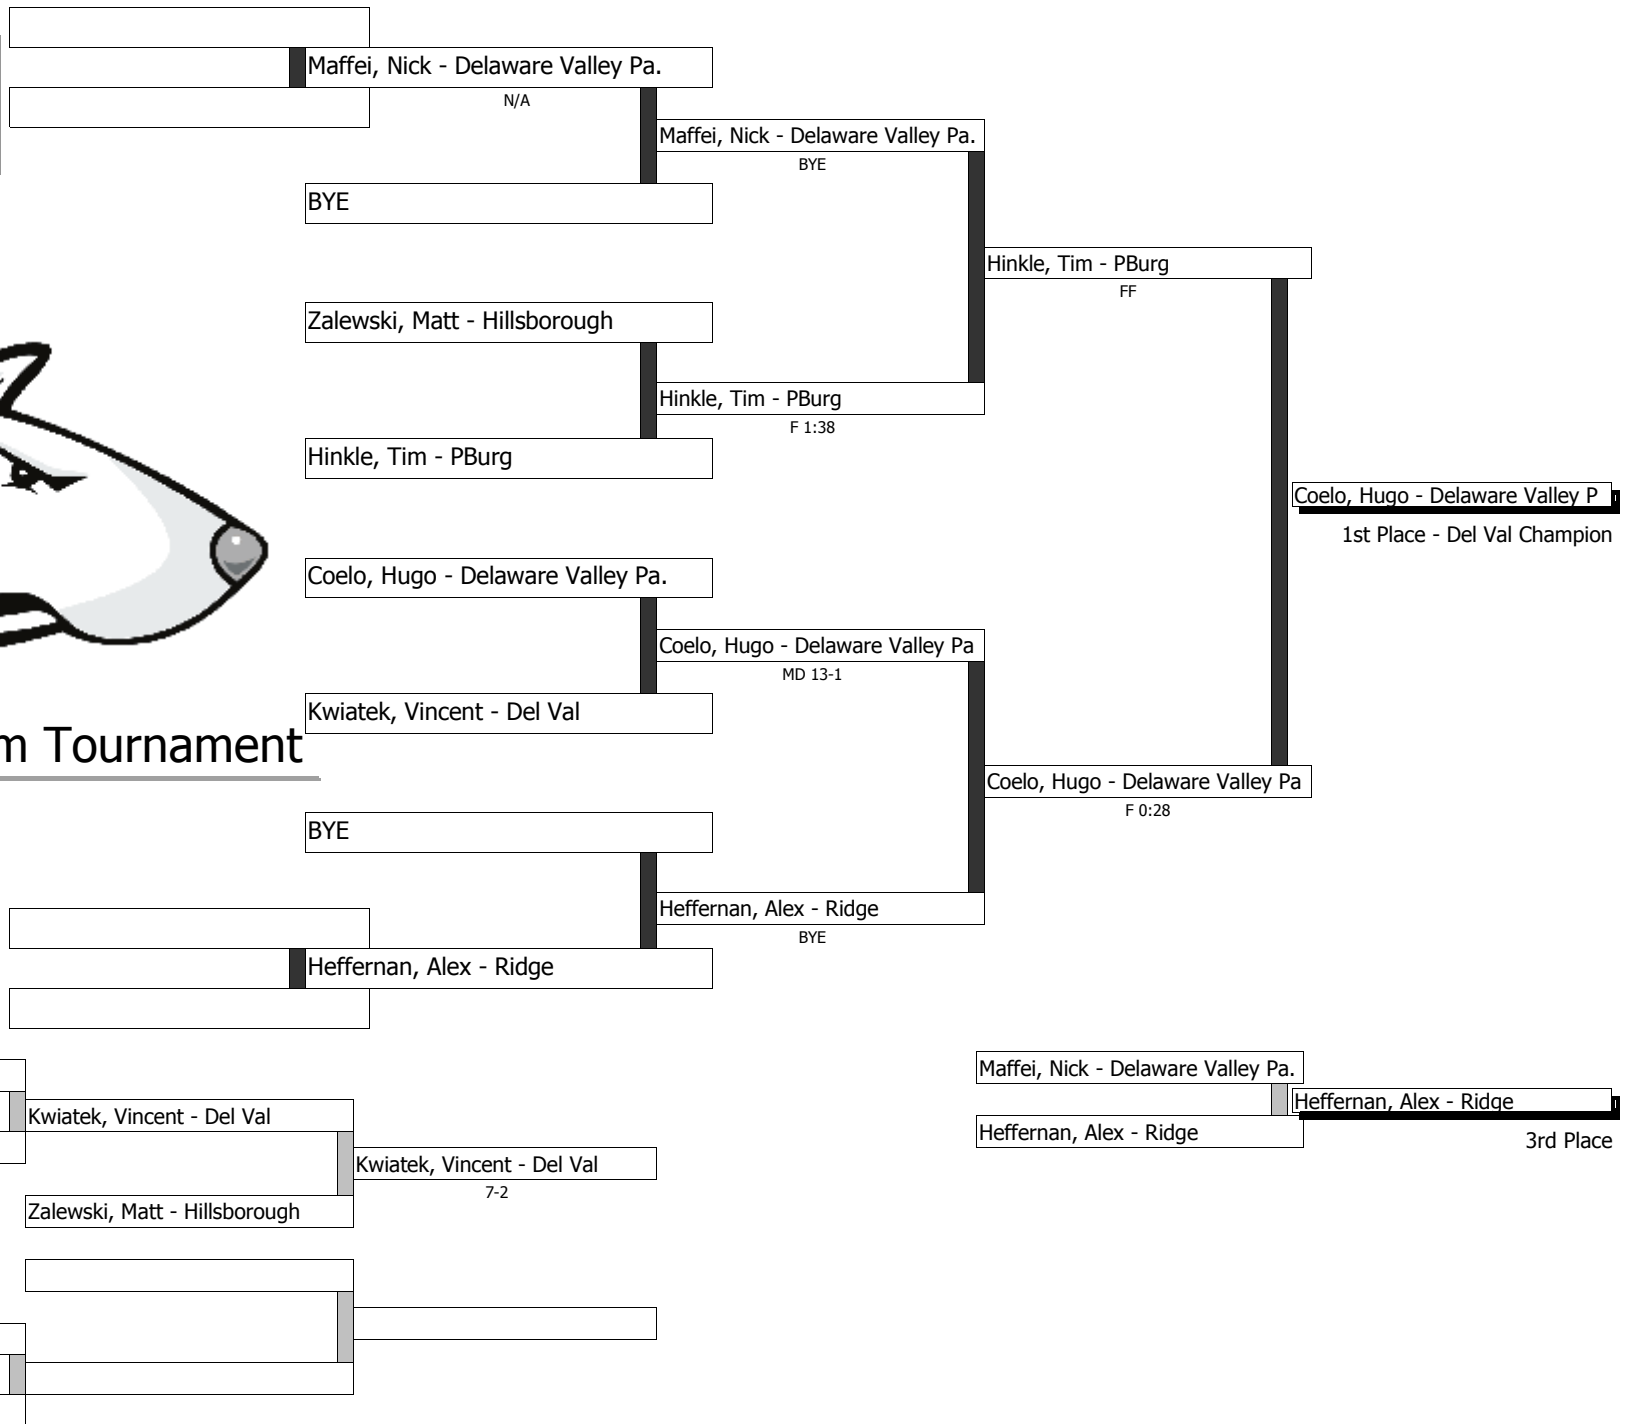 Maffei, Nick - Delaware Valley Pa.
N/A
Maffei, Nick - Delaware Valley Pa.
BYE
BYE
Hinkle, Tim - PBurg
FF
Zalewski, Matt - Hillsborough
Hinkle, Tim - PBurg
F 1:38
Hinkle, Tim - PBurg
Coelo, Hugo - Delaware Valley P
1st Place - Del Val Champion
Coelo, Hugo - Delaware Valley Pa.
Coelo, Hugo - Delaware Valley Pa
MD 13-1
Kwiatek, Vincent - Del Val
m Tournament
Coelo, Hugo - Delaware Valley Pa
F 0:28
BYE
Heffernan, Alex - Ridge
BYE
Heffernan, Alex - Ridge
Maffei, Nick - Delaware Valley Pa.
Heffernan, Alex - Ridge
Kwiatek, Vincent - Del Val
Heffernan, Alex - Ridge
3rd Place
Kwiatek, Vincent - Del Val
7-2
Zalewski, Matt - Hillsborough